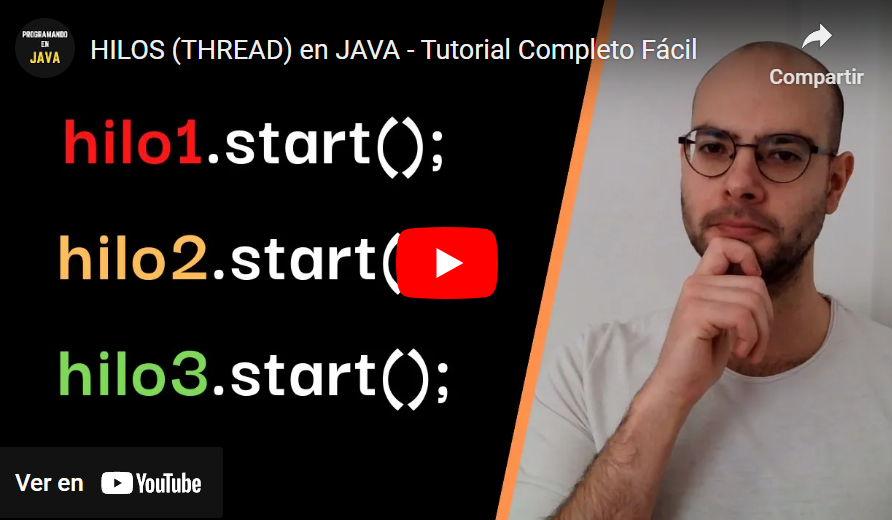 PROGRAMANDO
EN
JAVA
HILOS (THREAD) en JAVA - Tutorial Completo Fácil
Compartir
hilo1.start();
hilo2.start(
hilo3.start();
Ver en YouTube